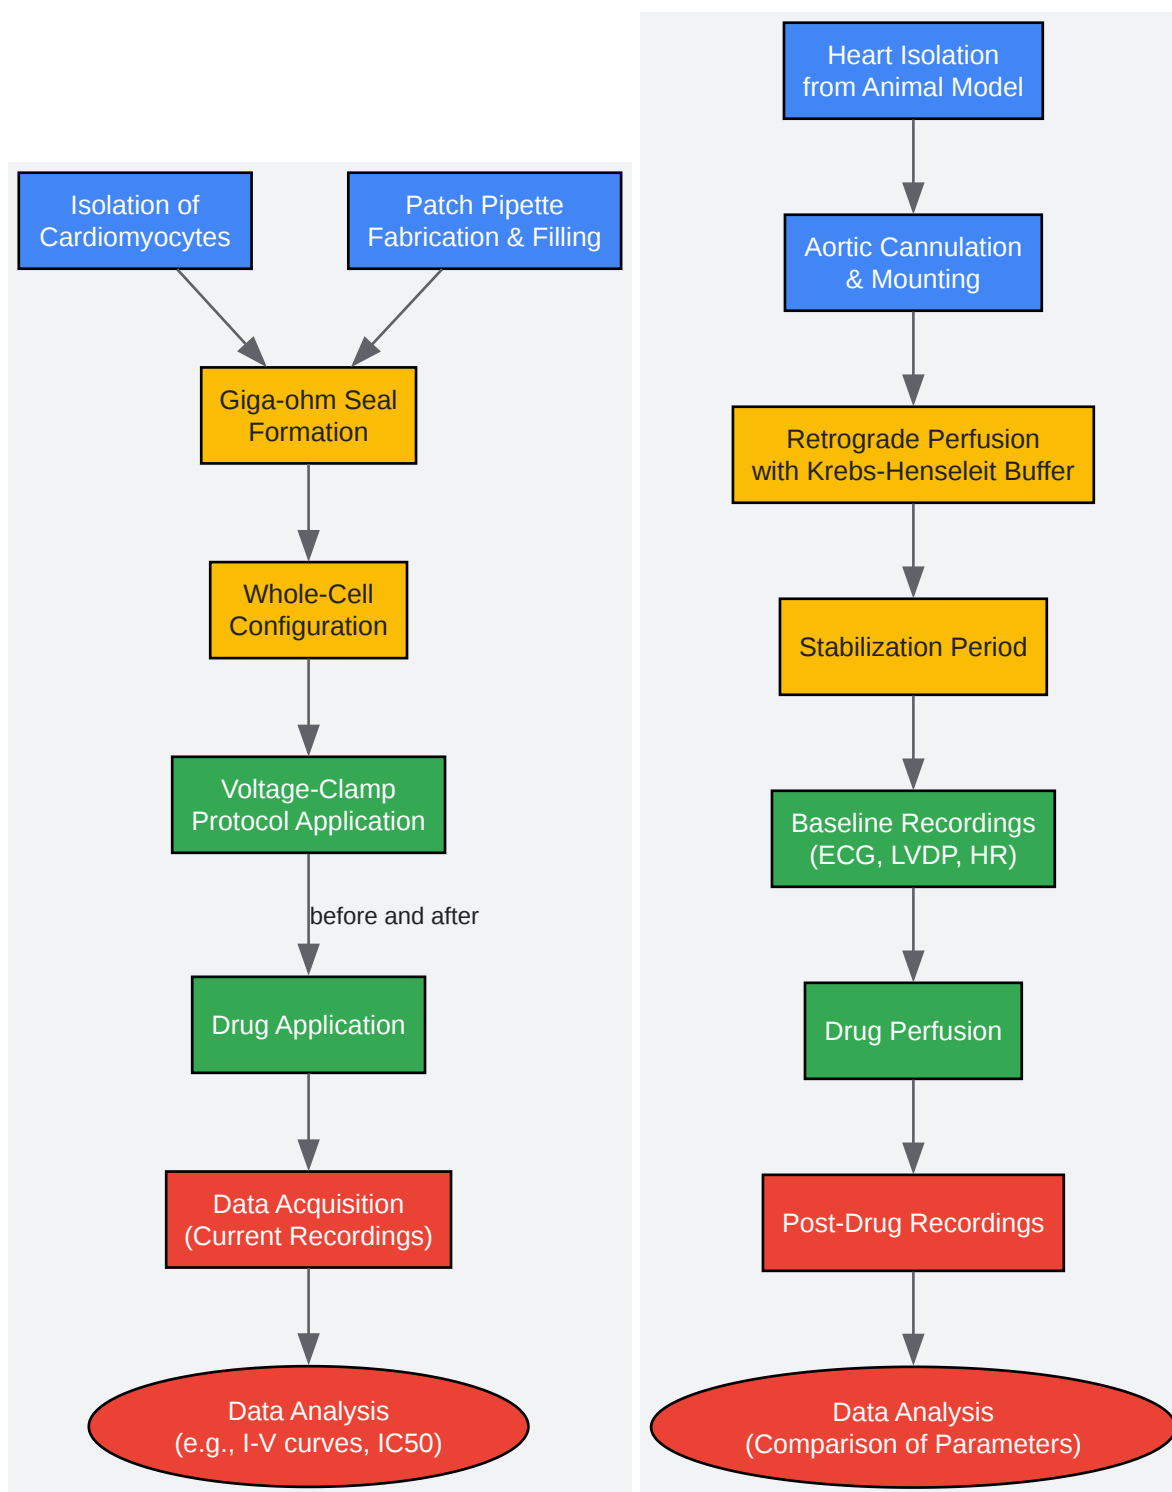 Isolation of
Cardiomyocytes
Patch Pipette
Fabrication & Filling
Giga-ohm Seal
Formation
Whole-Cell
Configuration
Voltage-Clamp
Protocol Application
before and after
Drug Application
Data Acquisition
(Current Recordings)
Data Analysis
(e.g., I-V curves, IC50)
Heart Isolation
from Animal Model
Aortic Cannulation
& Mounting
Retrograde Perfusion
with Krebs-Henseleit Buffer
Stabilization Period
Baseline Recordings
(ECG, LVDP, HR)
Drug Perfusion
Post-Drug Recordings
Data Analysis
(Comparison of Parameters)